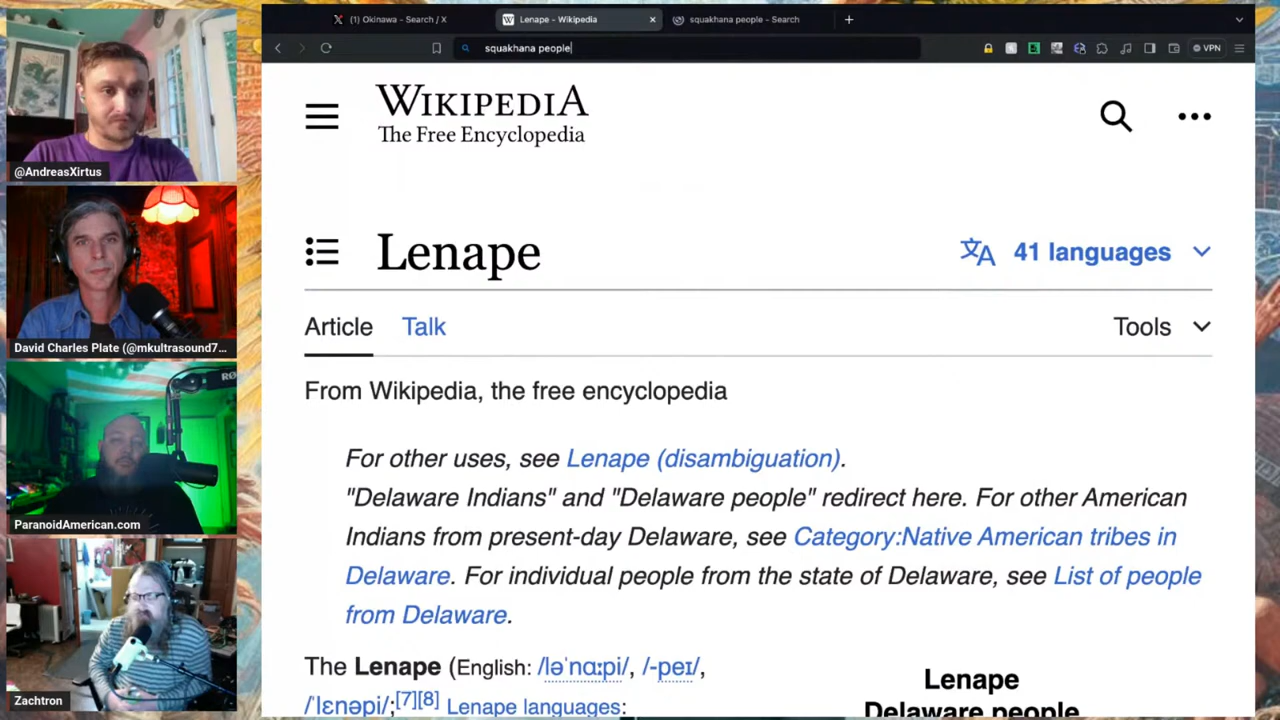 (1) Okinawa - Search / X
Lenape - Wikipedia
squakhana people - Search
squakhana people
VPN
WIKIPEDIA
The Free Encyclopedia
Lenape
41 languages
Article
Talk
Tools
From Wikipedia, the free encyclopedia
For other uses, see Lenape (disambiguation).
"Delaware Indians" and "Delaware people" redirect here. For other American
Indians from present-day Delaware, see Category:Native American tribes in
Delaware. For individual people from the state of Delaware, see List of people
from Delaware.
The Lenape (English: /ləˈnɑːpi/, /-peɪ/,
/ˈlɛnəpi/;[7][8] Lenape languages:
Lenape
Delaware people
@AndreasXirtus
David Charles Plate (@mkultrasound7...
RØ
ParanoidAmerican.com
Zachtron